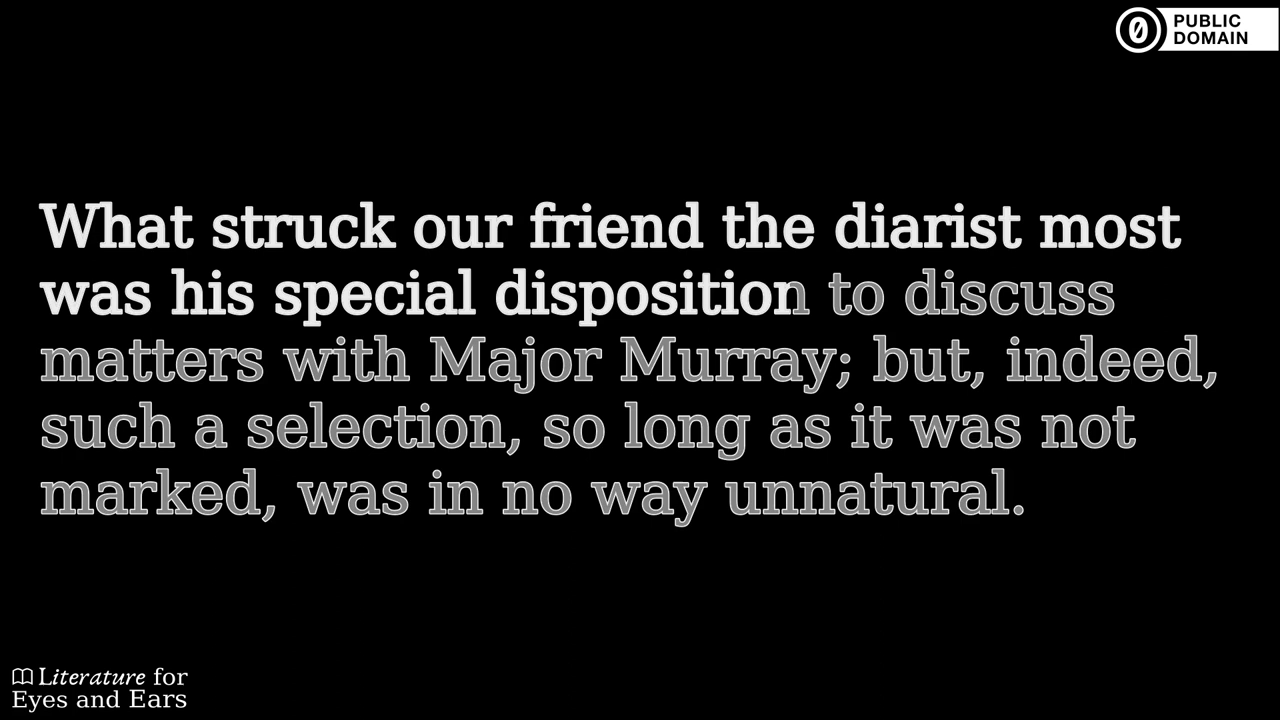 PUBLIC
DOMAIN
What struck our friend the diarist most
was his special disposition to discuss
matters with Major Murray; but, indeed,
such a selection, so long as it was not
marked, was in no way unnatural.
Literature for
Eyes and Ears